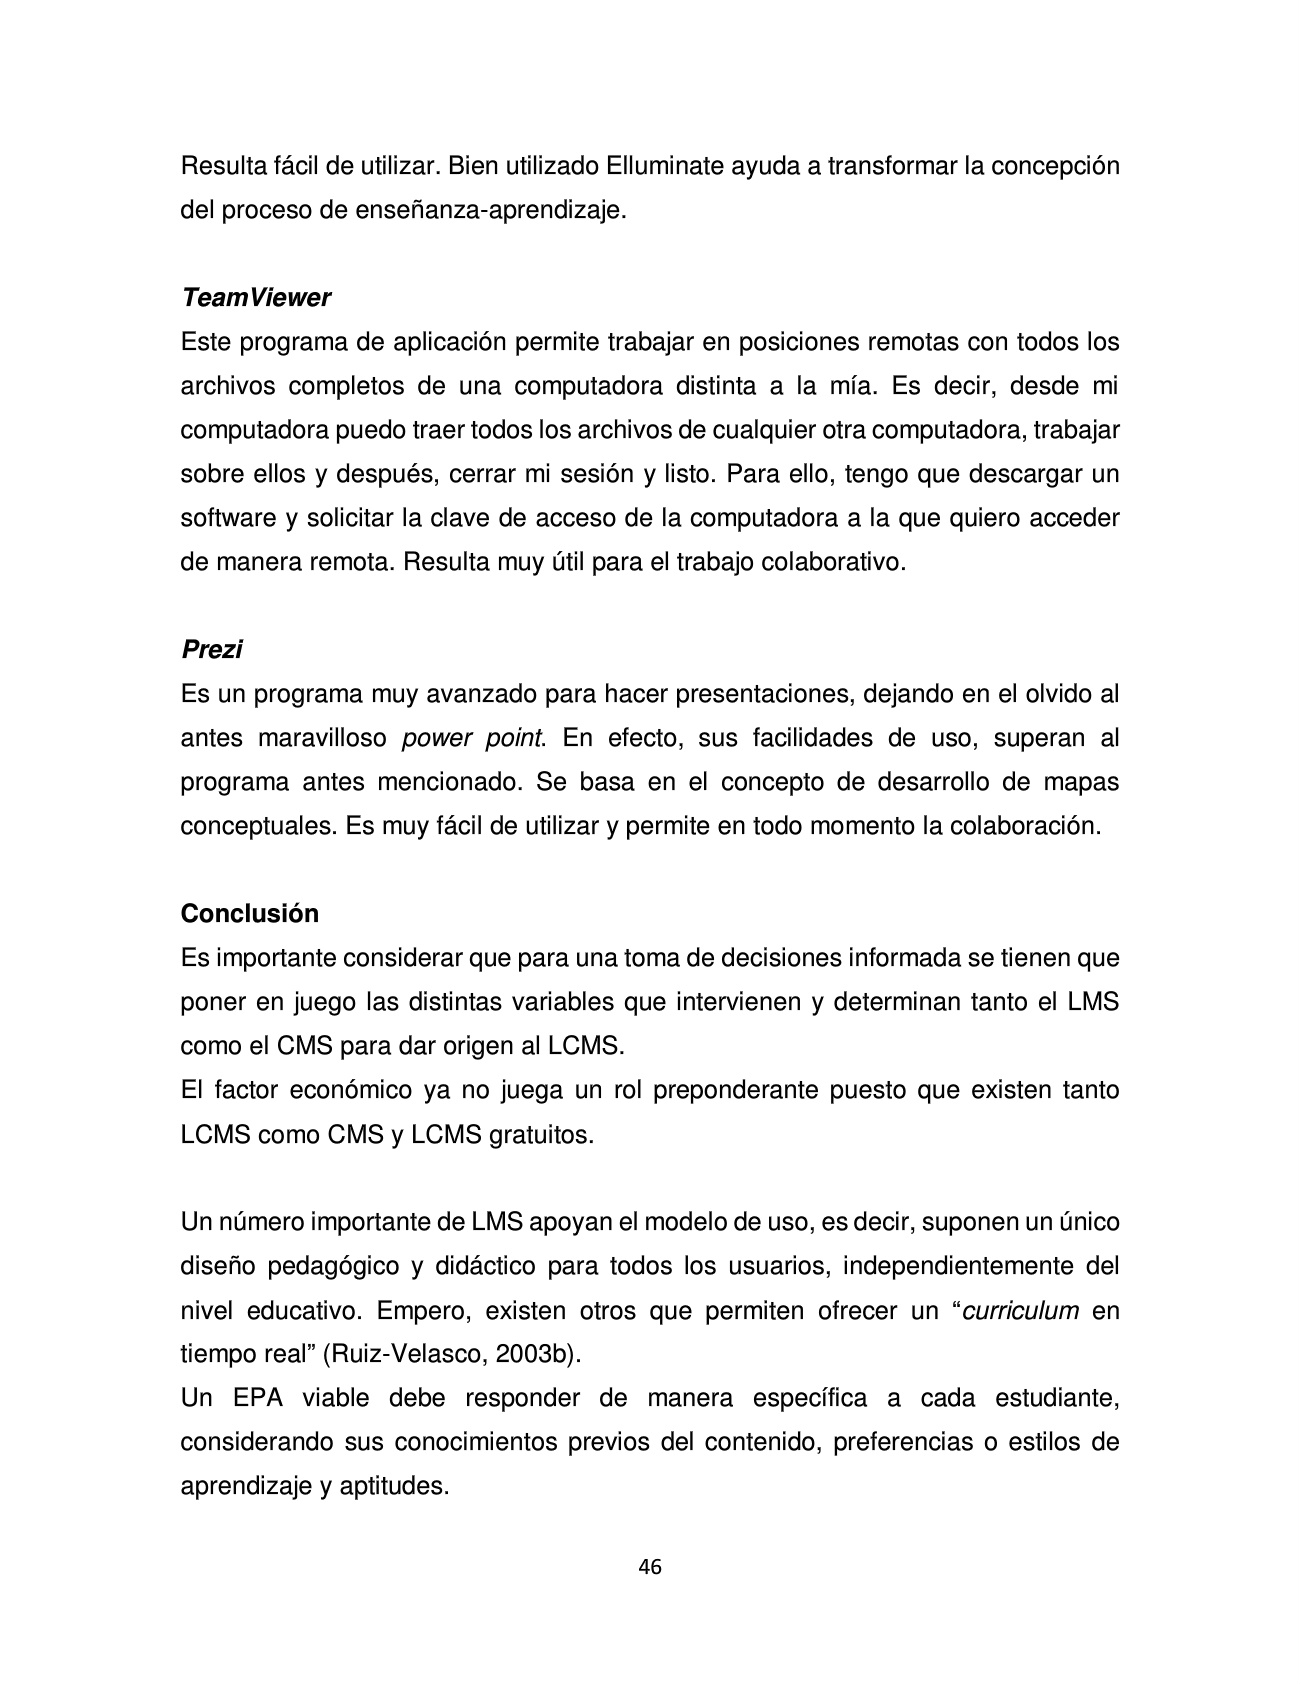 Resulta fácil de utilizar. Bien utilizado Elluminate ayuda a transformar la concepción
del proceso de enseñanza-aprendizaje.
TeamViewer
Este programa de aplicación permite trabajar en posiciones remotas con todos los
archivos completos de una computadora distinta a la mía. Es decir, desde mi
computadora puedo traer todos los archivos de cualquier otra computadora, trabajar
sobre ellos y después, cerrar mi sesión y listo. Para ello, tengo que descargar un
software y solicitar la clave de acceso de la computadora a la que quiero acceder
de manera remota. Resulta muy útil para el trabajo colaborativo.
Prezi
Es un programa muy avanzado para hacer presentaciones, dejando en el olvido al
antes maravilloso power point. En efecto, sus facilidades de uso, superan al
programa antes mencionado. Se basa en el concepto de desarrollo de mapas
conceptuales. Es muy fácil de utilizar y permite en todo momento la colaboración.
Conclusión
Es importante considerar que para una toma de decisiones informada se tienen que
poner en juego las distintas variables que intervienen y determinan tanto el LMS
como el CMS para dar origen al LCMS.
El factor económico ya no juega un rol preponderante puesto que existen tanto
LCMS como CMS y LCMS gratuitos.
Un número importante de LMS apoyan el modelo de uso, es decir, suponen un único
diseño pedagógico y didáctico para todos los usuarios, independientemente del
nivel educativo. Empero, existen otros que permiten ofrecer un “curriculum en
tiempo real” (Ruiz-Velasco, 2003b).
Un EPA viable debe responder de manera específica a cada estudiante,
considerando sus conocimientos previos del contenido, preferencias o estilos de
aprendizaje y aptitudes.
46